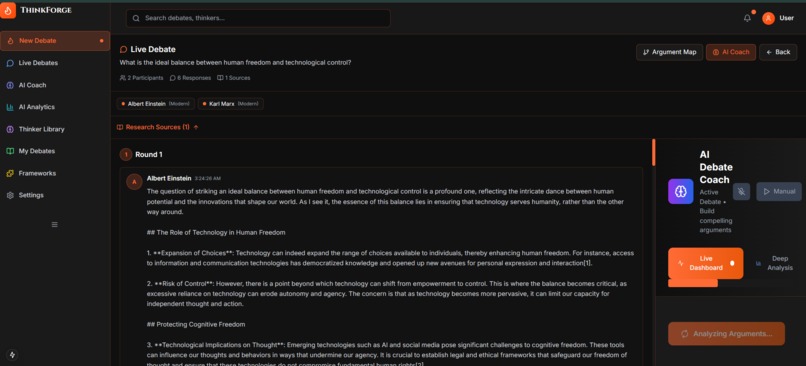 THINKFORGE
Search debates, thinkers...
User
New Debate
Live Debates
AI Coach
AI Analytics
Thinker Library
My Debates
Frameworks
Settings
Live Debate
What is the ideal balance between human freedom and technological control?
2 Participants
6 Responses
1 Sources
Argument Map
AI Coach
Back
Albert Einstein (Modern)
Karl Marx (Modern)
Research Sources (1)
1 Round 1
A
Albert Einstein 3:24:26 AM
The question of striking an ideal balance between human freedom and technological control is a profound one, reflecting the intricate dance between human
potential and the innovations that shape our world. As I see it, the essence of this balance lies in ensuring that technology serves humanity, rather than the other
way around.
## The Role of Technology in Human Freedom
1. **Expansion of Choices**: Technology can indeed expand the range of choices available to individuals, thereby enhancing human freedom. For instance, access
to information and communication technologies has democratized knowledge and opened up new avenues for personal expression and interaction[1].
2. **Risk of Control**: However, there is a point beyond which technology can shift from empowerment to control. This is where the balance becomes critical, as
excessive reliance on technology can erode autonomy and agency. The concern is that as technology becomes more pervasive, it can limit our capacity for
independent thought and action.
## Protecting Cognitive Freedom
3. **Technological Implications on Thought**: Emerging technologies such as AI and social media pose significant challenges to cognitive freedom. These tools
can influence our thoughts and behaviors in ways that undermine our agency. It is crucial to establish legal and ethical frameworks that safeguard our freedom of
thought and ensure that these technologies do not compromise fundamental human rights[2].
AI
Debate
Coach
Active
Debate •
Build
compelling
arguments
Manual
Live
Dashboard
Deep
Analysis
Analyzing Arguments...